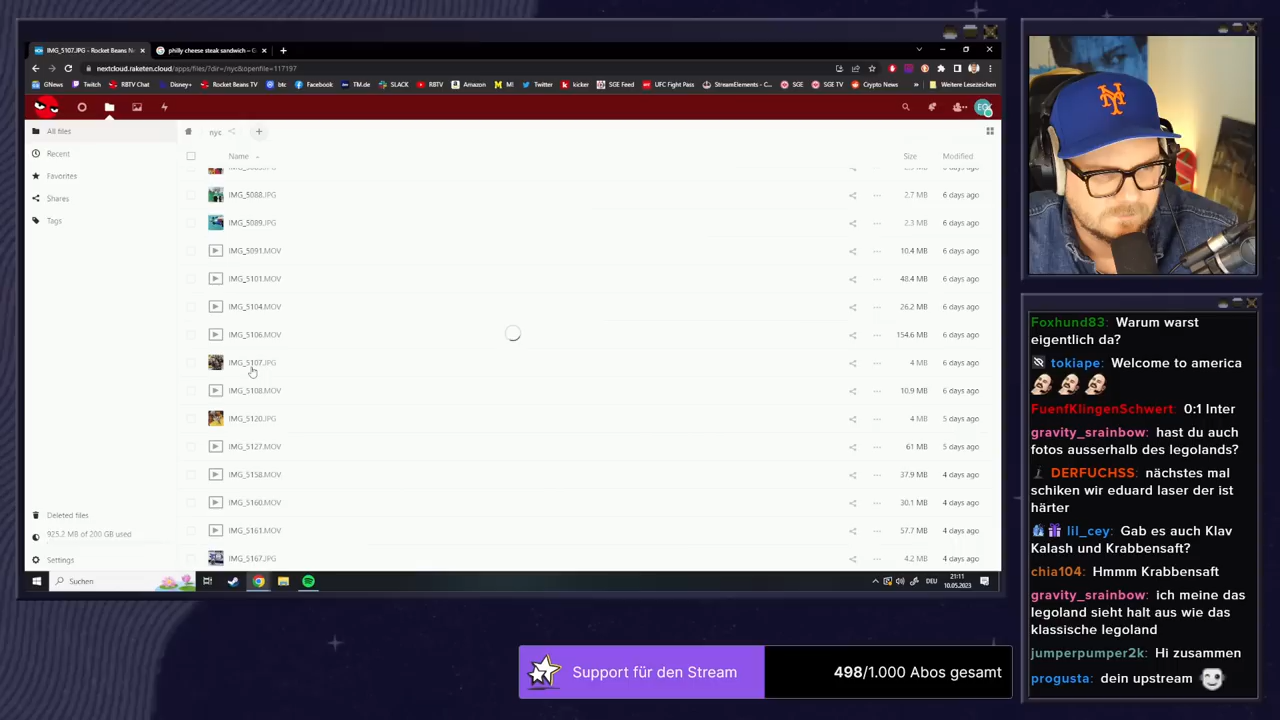 IMG_5107.JPG - Rocket Beans N
philly cheese steak sandwich – G
nextcloud.raketen.cloud/apps/files/?dir=/nyc&openfile=117197
GNews
Twitch
RBTV Chat
Disney+
Rocket Beans TV
btc
Facebook
TM.de
SLACK
RBTV
Amazon
M!
Twitter
kicker
SGE Feed
UFC Fight Pass
StreamElements -
SGE
SGE TV
Crypto News
Weitere Lesezeichen
All files
Recent
Favorites
Shares
Tags
nyc
Name
Size
Modified
6 days ago
IMG_5088.JPG 2.7 MB 6 days ago
IMG_5089.JPG 2.3 MB 6 days ago
IMG_5091.MOV 10.4 MB 6 days ago
IMG_5101.MOV 48.4 MB 6 days ago
IMG_5104.MOV 26.2 MB 6 days ago
IMG_5106.MOV 154.6 MB 6 days ago
IMG_5107.JPG 4 MB 6 days ago
IMG_5108.MOV 10.9 MB 6 days ago
IMG_5120.JPG 4 MB 5 days ago
IMG_5127.MOV 61 MB 5 days ago
IMG_5158.MOV 37.9 MB 4 days ago
IMG_5160.MOV 30.1 MB 4 days ago
IMG_5161.MOV 57.7 MB 4 days ago
IMG_5167.JPG 4.2 MB 4 days ago
Deleted files
925.2 MB of 200 GB used
Settings
Suchen
DEU
21:11
10.05.2023
NY
Foxhund83: Warum warst
eigentlich da?
tokiape: Welcome to america
FuenfKlingenSchwert: 0:1 Inter
gravity_srainbow: hast du auch
fotos ausserhalb des legolands?
DERFUCHSS: nächstes mal
schiken wir eduard laser der ist
härter
lil_cey: Gab es auch Klav
Kalash und Krabbensaft?
chia104: Hmmm Krabbensaft
gravity_srainbow: ich meine das
legoland sieht halt aus wie das
klassische legoland
jumperpumper2k: Hi zusammen
progusta: dein upstream
Support für den Stream
498/1.000 Abos gesamt